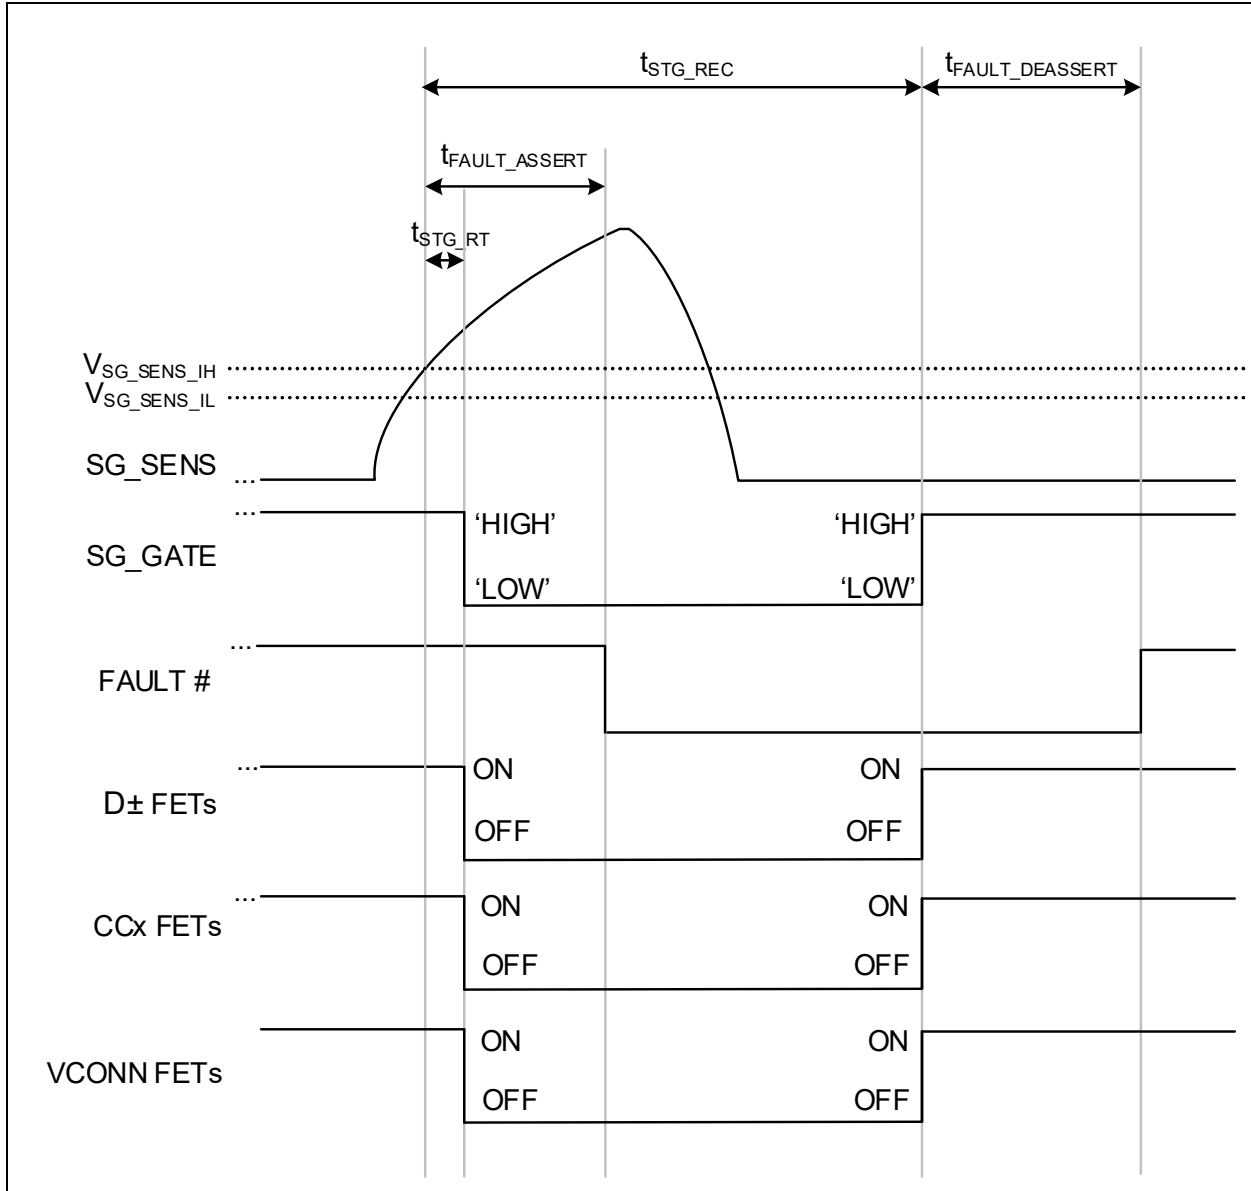 tSTG_REC tFAULT_DEASSERT
tFAULT_ASSERT
tSTG_RT
VSG_SENS_IH
VSG_SENS_IL
SG_SENS ...
... 'HIGH' 'HIGH'
SG_GATE
'LOW' 'LOW'
...
FAULT #
... ON ON
D± FETs
OFF OFF
... ON ON
CCx FETs
OFF OFF
ON ON
VCONN FETs
OFF OFF